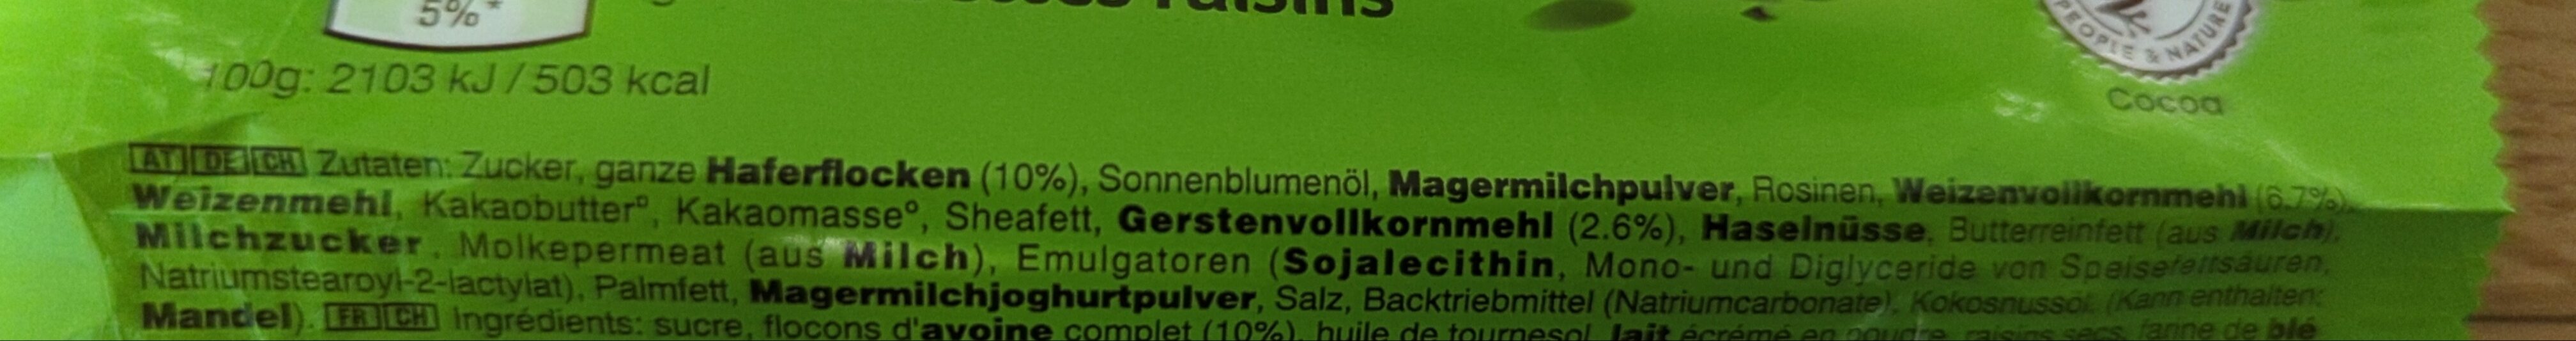 5%*
raisins
PEOPLE & NATURE
100g: 2103 kJ / 503 kcal
Cocoa
AT DE CH Zutaten: Zucker, ganze Haferflocken (10%), Sonnenblumenöl, Magermilchpulver, Rosinen, Weizenvollkornmehl (6.7%),
Weizenmehl, Kakaobutter°, Kakaomasse°, Sheafett, Gerstenvollkornmehl (2.6%), Haselnüsse, Butterreinfett (aus Milch),
Milchzucker, Molkepermeat (aus Milch), Emulgatoren (Sojalecithin, Mono- und Diglyceride von Speisefettsäuren,
Natriumstearoyl-2-lactylat), Palmfett, Magermilchjoghurtpulver, Salz, Backtriebmittel (Natriumcarbonate), Kokosnussöl. (Kann enthalten:
Mandel). FR CH Ingrédients: sucre, flocons d'avoine complet (10%), huile de tournesol, lait écrémé en poudre, raisins secs, farine de blé